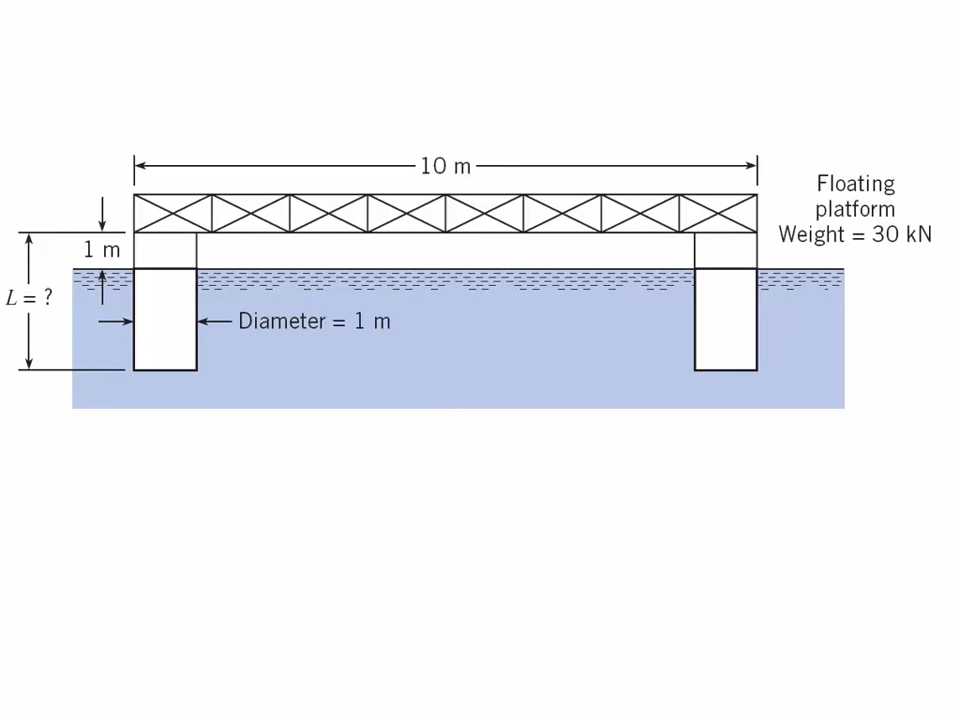 10 m
Floating
platform
Weight = 30 kN
1 m
L = ?
Diameter = 1 m